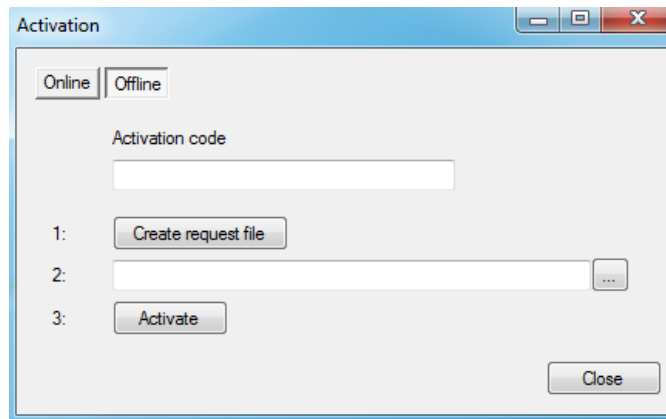 Activation
Online Offline
Activation code
1: Create request file
2: ...
3: Activate
Close